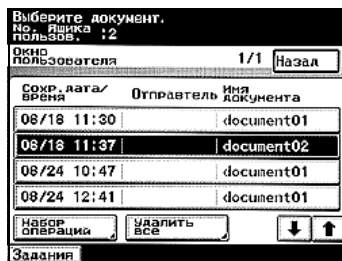 Выберите документ.
No. Ящика
пользов. :2
Окно
пользователя
1/1 Назад
Сохр.дата/
время Отправтель Имя
документа
08/18 11:30 document01
08/18 11:37 document02
08/24 10:47 document01
08/24 12:41 document01
Набор
операций
Удалить
все
Задания